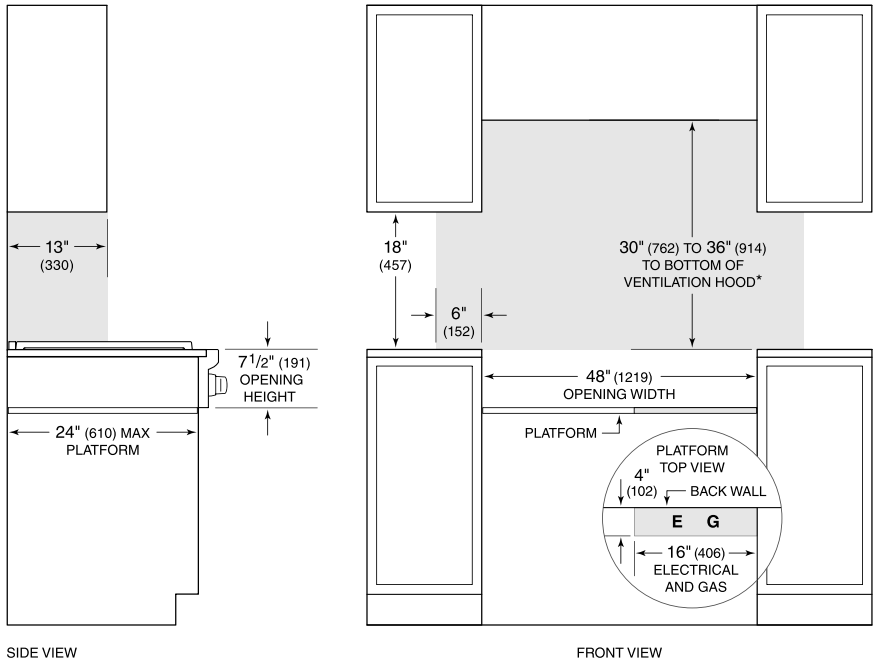 13"
(330)
7 1/2" (191)
OPENING
HEIGHT
24" (610) MAX
PLATFORM
SIDE VIEW
18"
(457)
30" (762) TO 36" (914)
TO BOTTOM OF
VENTILATION HOOD*
6"
(152)
48" (1219)
OPENING WIDTH
PLATFORM
PLATFORM
TOP VIEW
4"
(102)
BACK WALL
E G
16" (406)
ELECTRICAL
AND GAS
FRONT VIEW